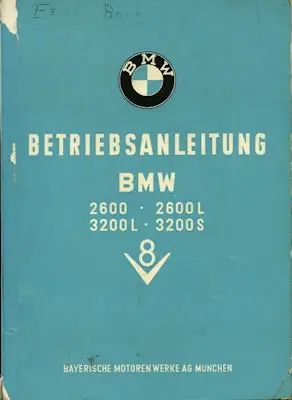 BMW
BETRIEBSANLEITUNG
BMW
2600 · 2600L
3200L · 3200S
8
BAYERISCHE MOTOREN WERKE AG MÜNCHEN